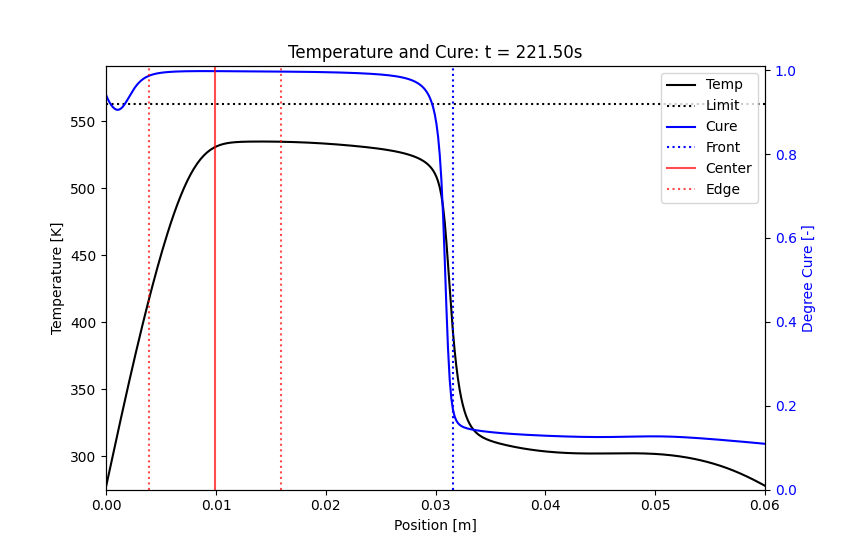 Temperature and Cure: t = 221.50s
Temp
Limit
Cure
Front
Center
Edge
Temperature [K]
550
500
450
400
350
300
Degree Cure [-]
1.0
0.8
0.6
0.4
0.2
0.0
0.00 0.01 0.02 0.03 0.04 0.05 0.06
Position [m]